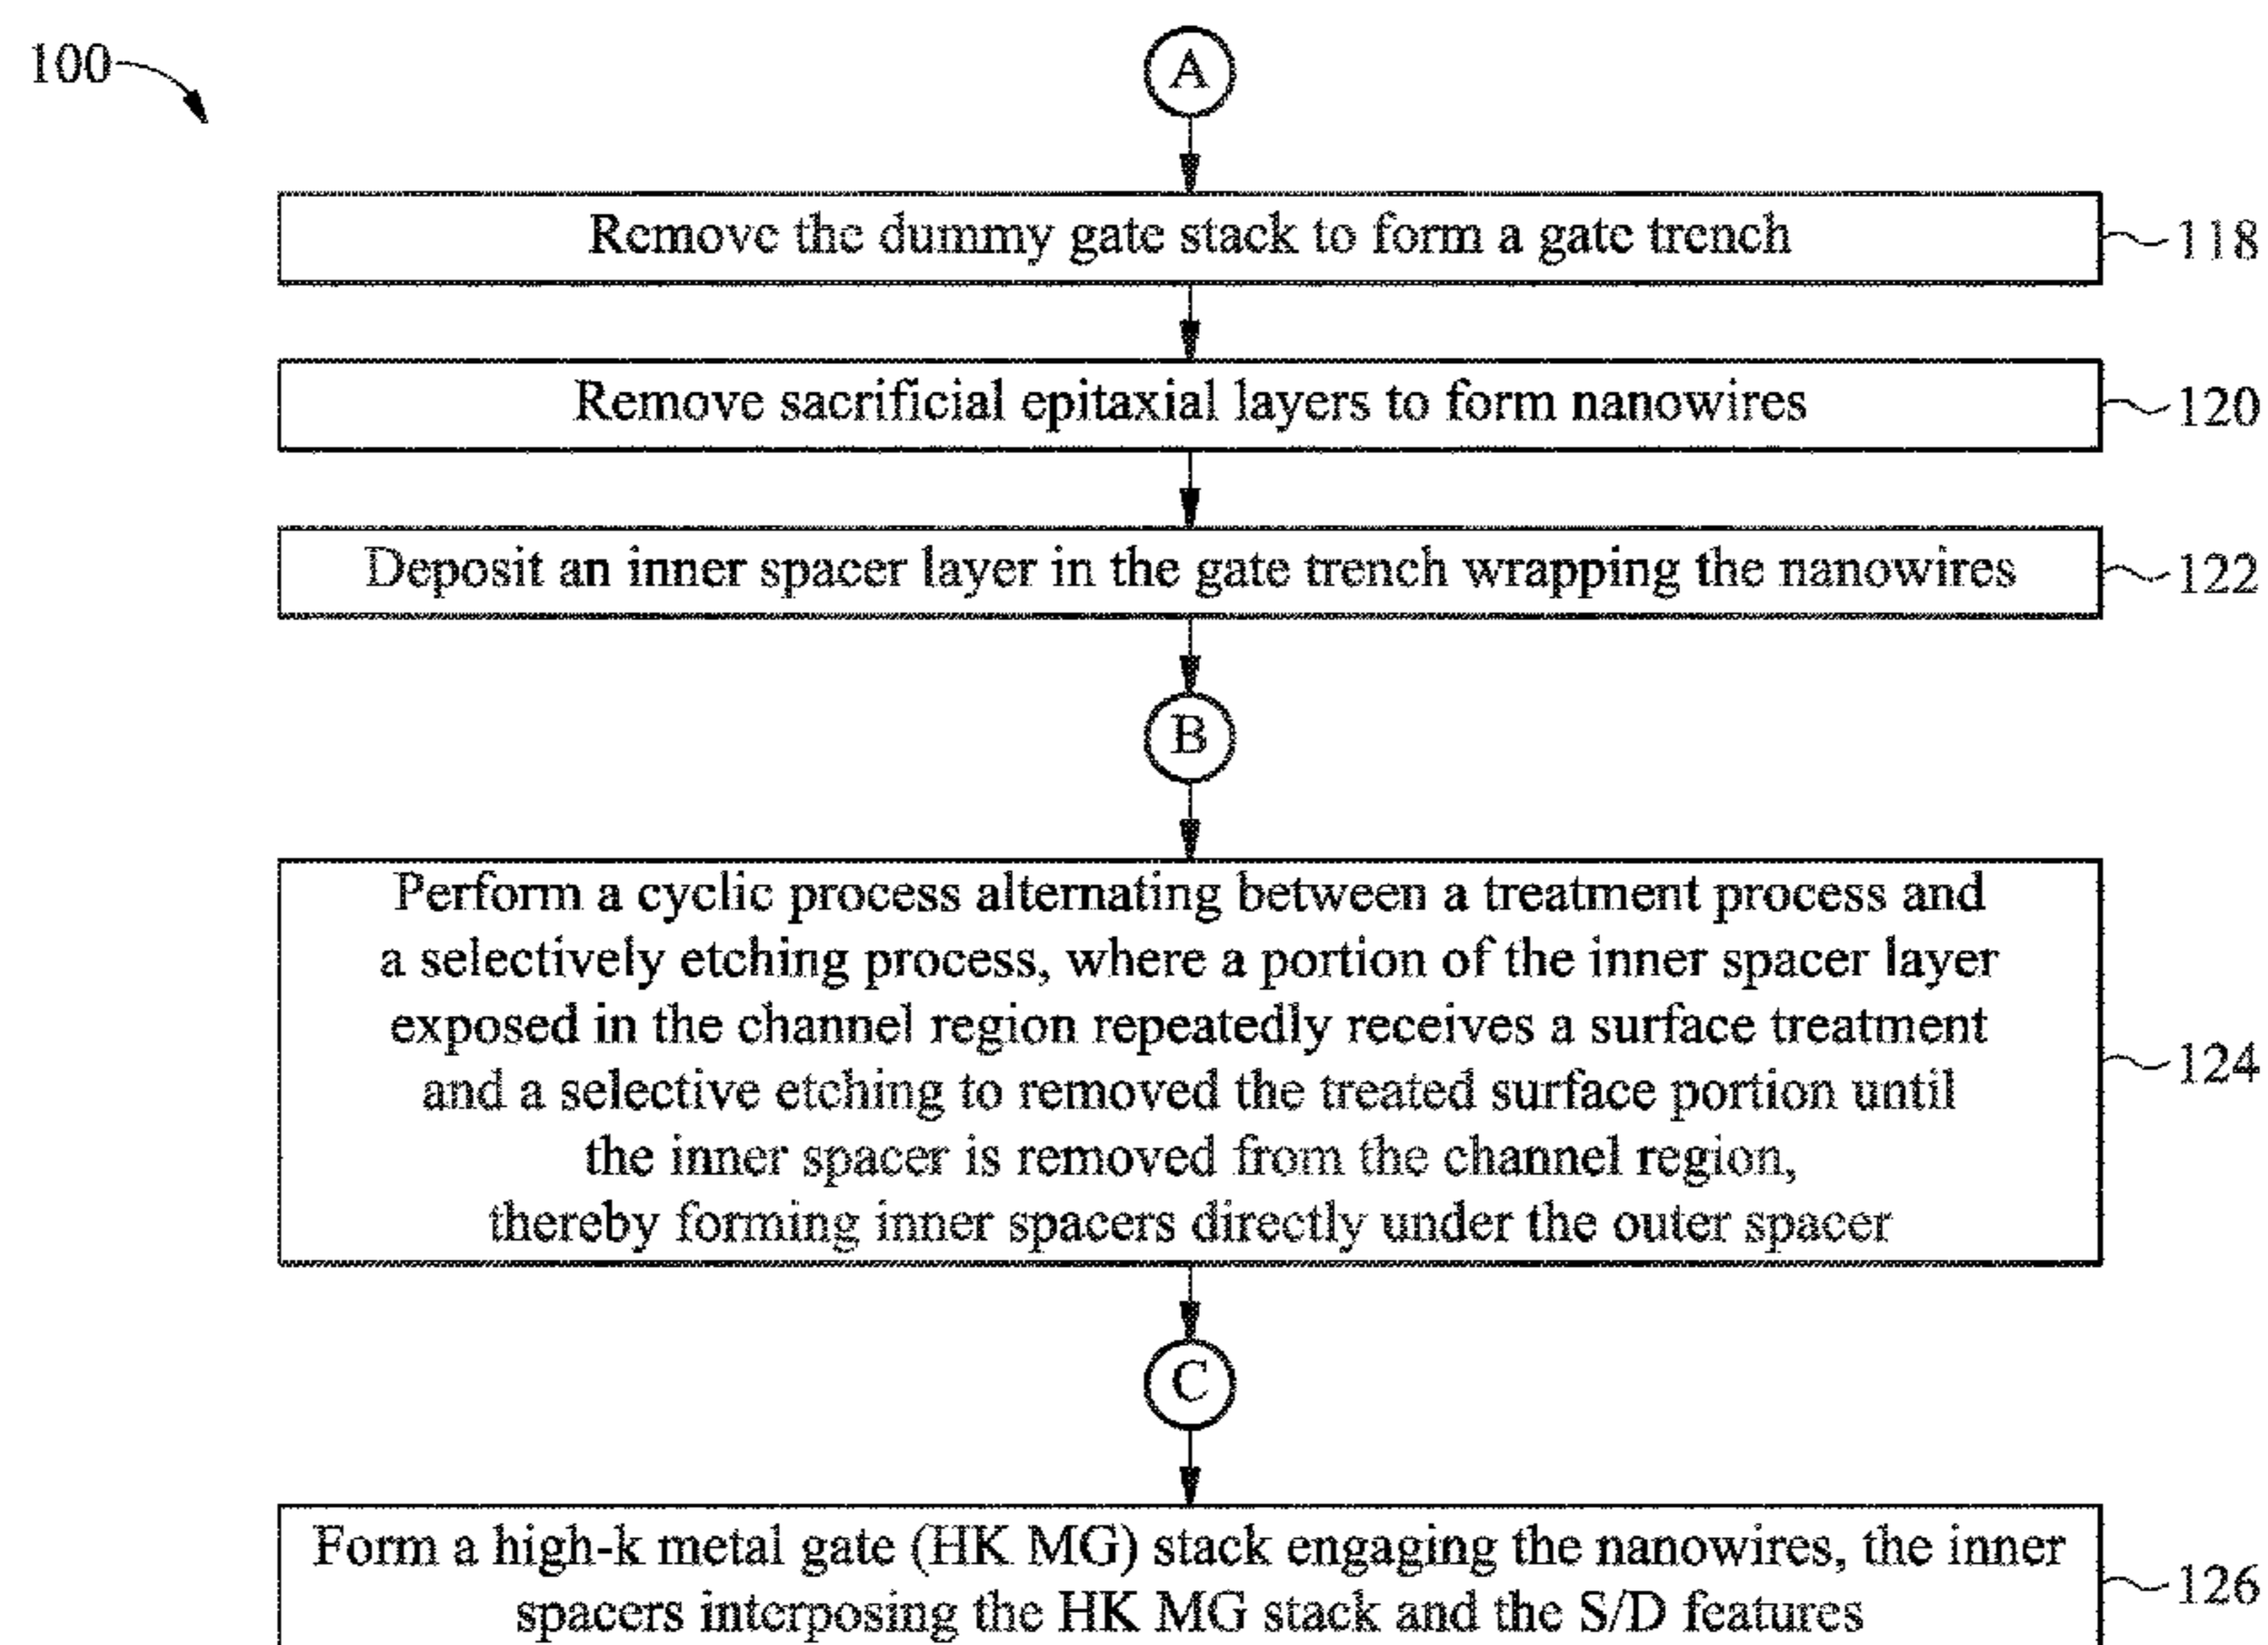 100
A
Remove the dummy gate stack to form a gate trench
118
Remove sacrificial epitaxial layers to form nanowires
120
Deposit an inner spacer layer in the gate trench wrapping the nanowires
122
B
Perform a cyclic process alternating between a treatment process and
a selectively etching process, where a portion of the inner spacer layer
exposed in the channel region repeatedly receives a surface treatment
and a selective etching to removed the treated surface portion until
the inner spacer is removed from the channel region,
thereby forming inner spacers directly under the outer spacer
124
C
Form a high-k metal gate (HK MG) stack engaging the nanowires, the inner
spacers interposing the HK MG stack and the S/D features
126